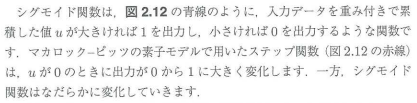 シグモイド関数は，図2.12の青線のように，入力データを重み付きで累
積した値 u が大きければ1を出力し，小さければ0を出力するような関数で
す．マカロック–ピッツの素子モデルで用いたステップ関数（図2.12の赤線）
は，u が0のときに出力が0から1に大きく変化します．一方，シグモイド
関数はなだらかに変化していきます．